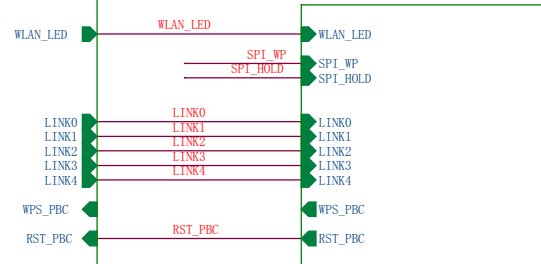 WLAN_LED WLAN_LED WLAN_LED
SPI_WP SPI_WP
SPI_HOLD SPI_HOLD
LINK0 LINK0 LINK0
LINK1 LINK1 LINK1
LINK2 LINK2 LINK2
LINK3 LINK3 LINK3
LINK4 LINK4 LINK4
WPS_PBC WPS_PBC
RST_PBC RST_PBC RST_PBC